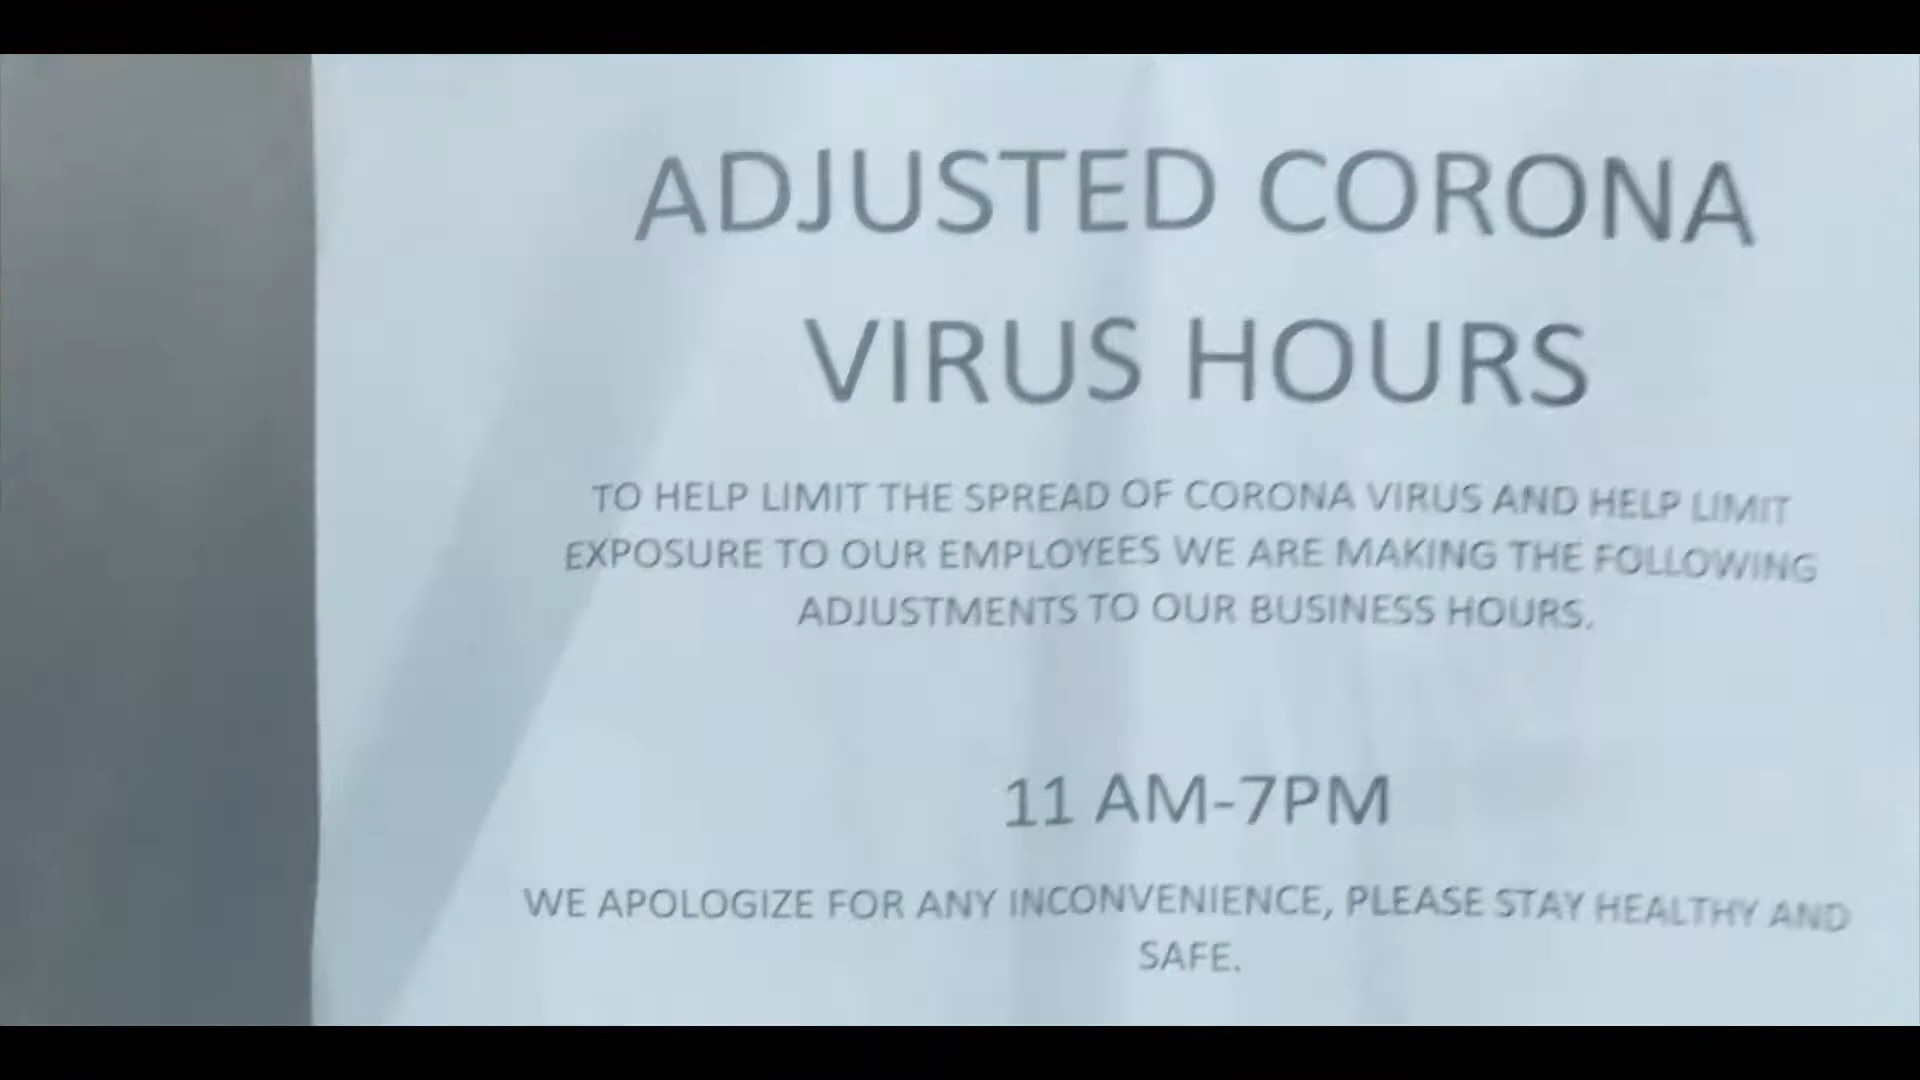 ADJUSTED CORONA
VIRUS HOURS
TO HELP LIMIT THE SPREAD OF CORONA VIRUS AND HELP LIMIT
EXPOSURE TO OUR EMPLOYEES WE ARE MAKING THE FOLLOWING
ADJUSTMENTS TO OUR BUSINESS HOURS.
11 AM-7PM
WE APOLOGIZE FOR ANY INCONVENIENCE, PLEASE STAY HEALTHY AND
SAFE.